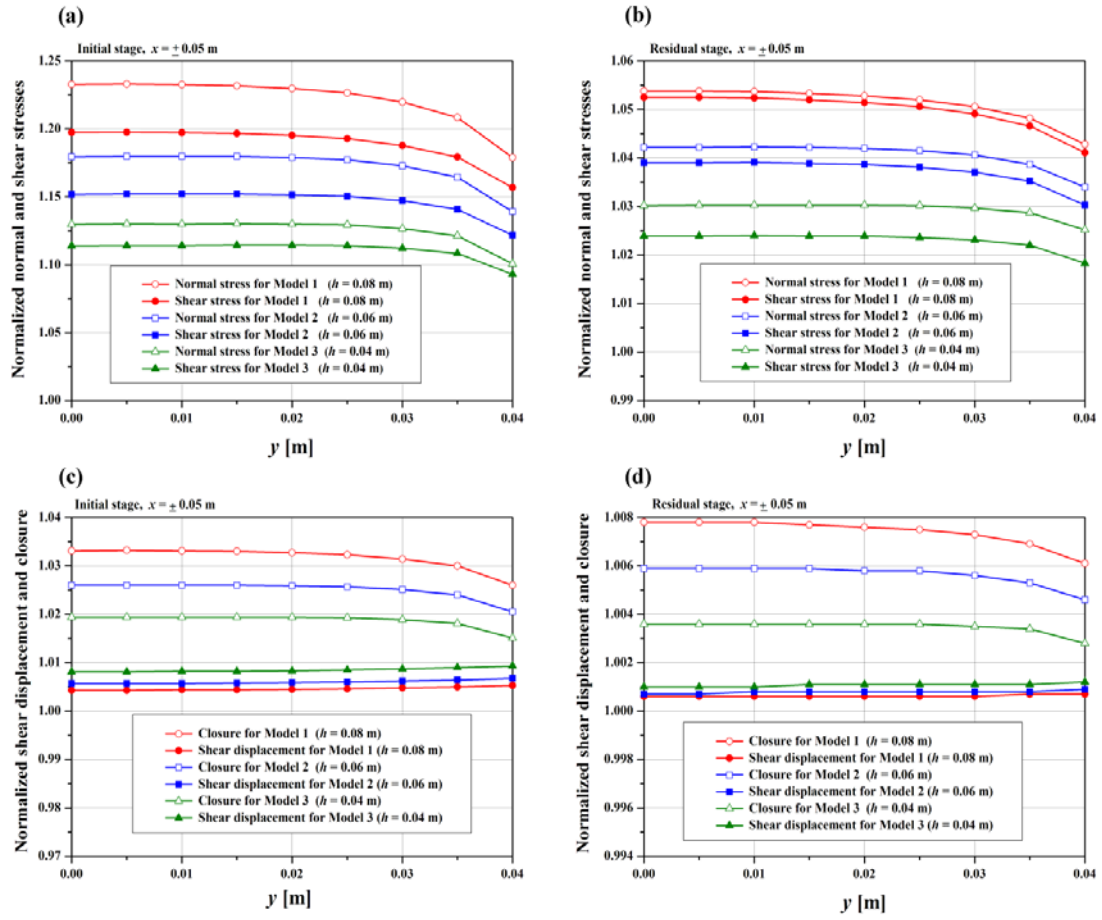 (a)
Initial stage, x = ± 0.05 m
Normalized normal and shear stresses
1.25
1.20
1.15
1.10
1.05
1.00
Normal stress for Model 1 (h = 0.08 m)
Shear stress for Model 1 (h = 0.08 m)
Normal stress for Model 2 (h = 0.06 m)
Shear stress for Model 2 (h = 0.06 m)
Normal stress for Model 3 (h = 0.04 m)
Shear stress for Model 3 (h = 0.04 m)
0.00 0.01 0.02 0.03 0.04
y [m]
(b)
Residual stage, x = ± 0.05 m
Normalized normal and shear stresses
1.06
1.05
1.04
1.03
1.02
1.01
1.00
0.99
Normal stress for Model 1 (h = 0.08 m)
Shear stress for Model 1 (h = 0.08 m)
Normal stress for Model 2 (h = 0.06 m)
Shear stress for Model 2 (h = 0.06 m)
Normal stress for Model 3 (h = 0.04 m)
Shear stress for Model 3 (h = 0.04 m)
0.00 0.01 0.02 0.03 0.04
y [m]
(c)
Initial stage, x = ± 0.05 m
Normalized shear displacement and closure
1.04
1.03
1.02
1.01
1.00
0.99
0.98
0.97
Closure for Model 1 (h = 0.08 m)
Shear displacement for Model 1 (h = 0.08 m)
Closure for Model 2 (h = 0.06 m)
Shear displacement for Model 2 (h = 0.06 m)
Closure for Model 3 (h = 0.04 m)
Shear displacement for Model 3 (h = 0.04 m)
0.00 0.01 0.02 0.03 0.04
y [m]
(d)
Residual stage, x = ± 0.05 m
Normalized shear displacement and closure
1.008
1.006
1.004
1.002
1.000
0.998
0.996
0.994
Closure for Model 1 (h = 0.08 m)
Shear displacement for Model 1 (h = 0.08 m)
Closure for Model 2 (h = 0.06 m)
Shear displacement for Model 2 (h = 0.06 m)
Closure for Model 3 (h = 0.04 m)
Shear displacement for Model 3 (h = 0.04 m)
0.00 0.01 0.02 0.03 0.04
y [m]